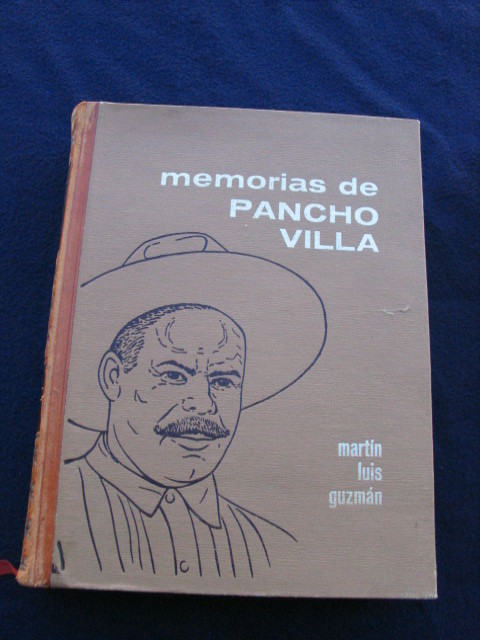 memorias de
PANCHO
VILLA
martín
luis
guzmán